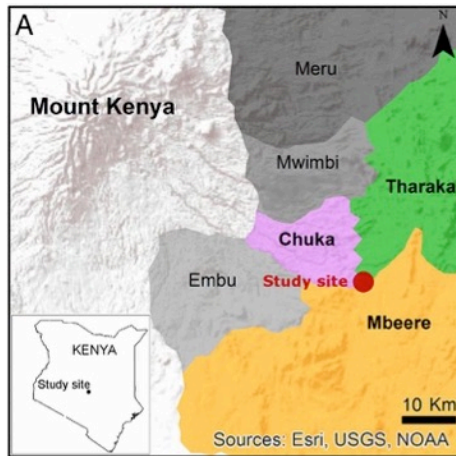 A
N
Meru
Mount Kenya
Mwimbi
Tharaka
Chuka
Embu
Study site
Mbeere
KENYA
Study site
10 Km
Sources: Esri, USGS, NOAA